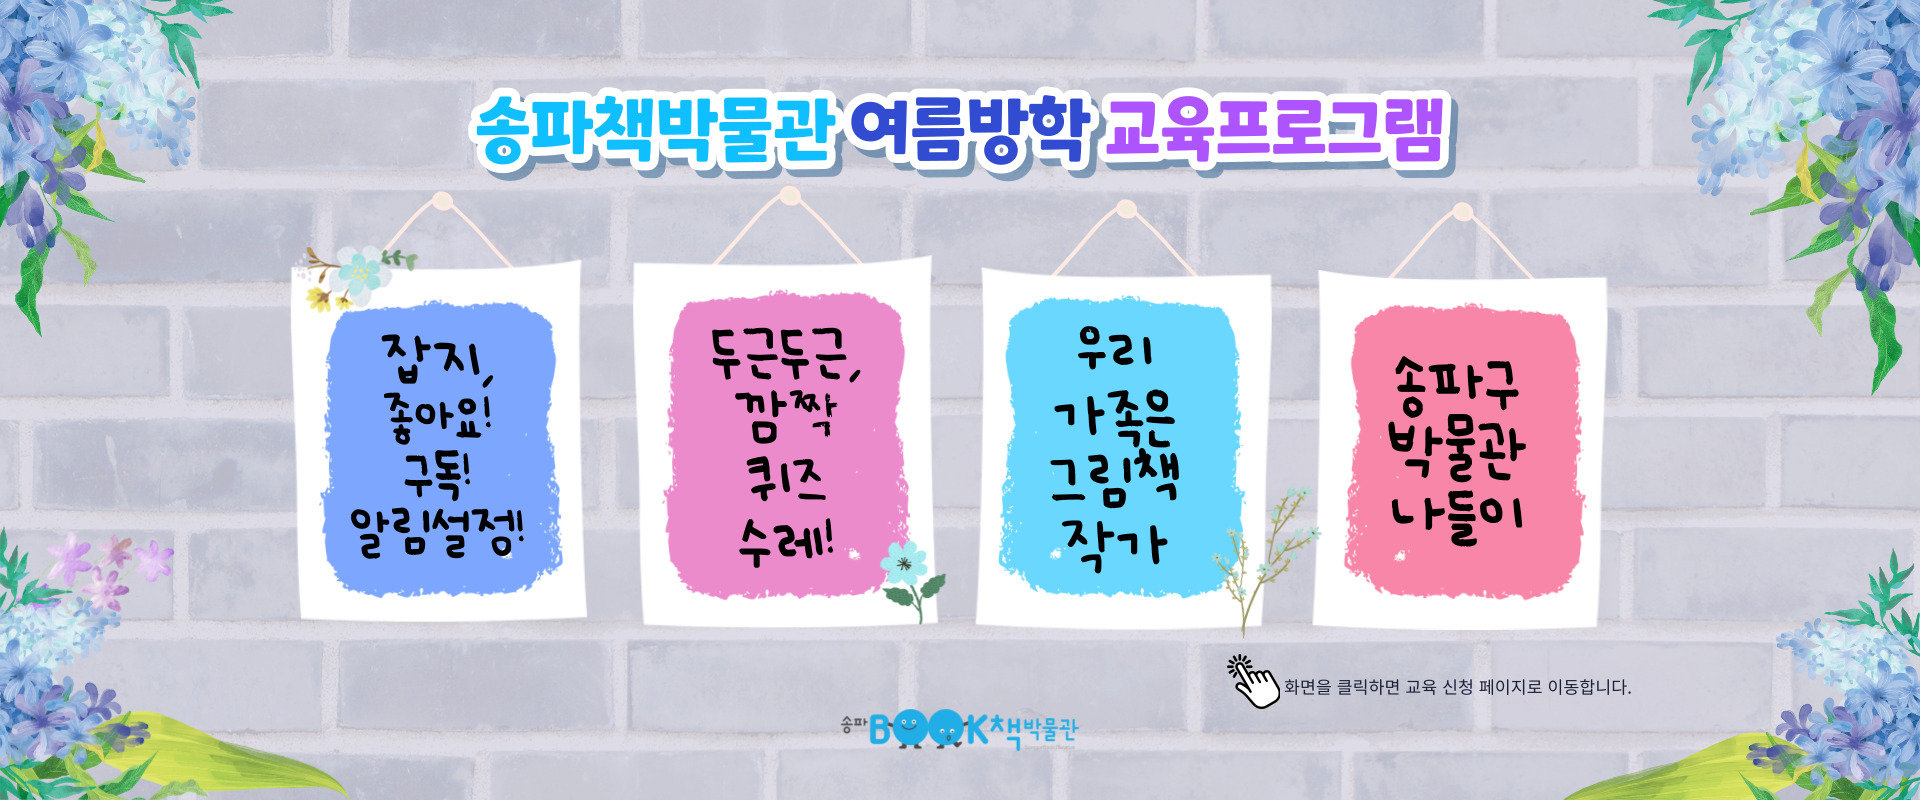 송파책박물관 여름방학 교육프로그램
잡지,
좋아요!
구독!
알림설정!
두근두근,
깜짝
퀴즈
수레!
우리
가족은
그림책
작가
송파구
박물관
나들이
화면을 클릭하면 교육 신청 페이지로 이동합니다.
송파 BOOK책박물관